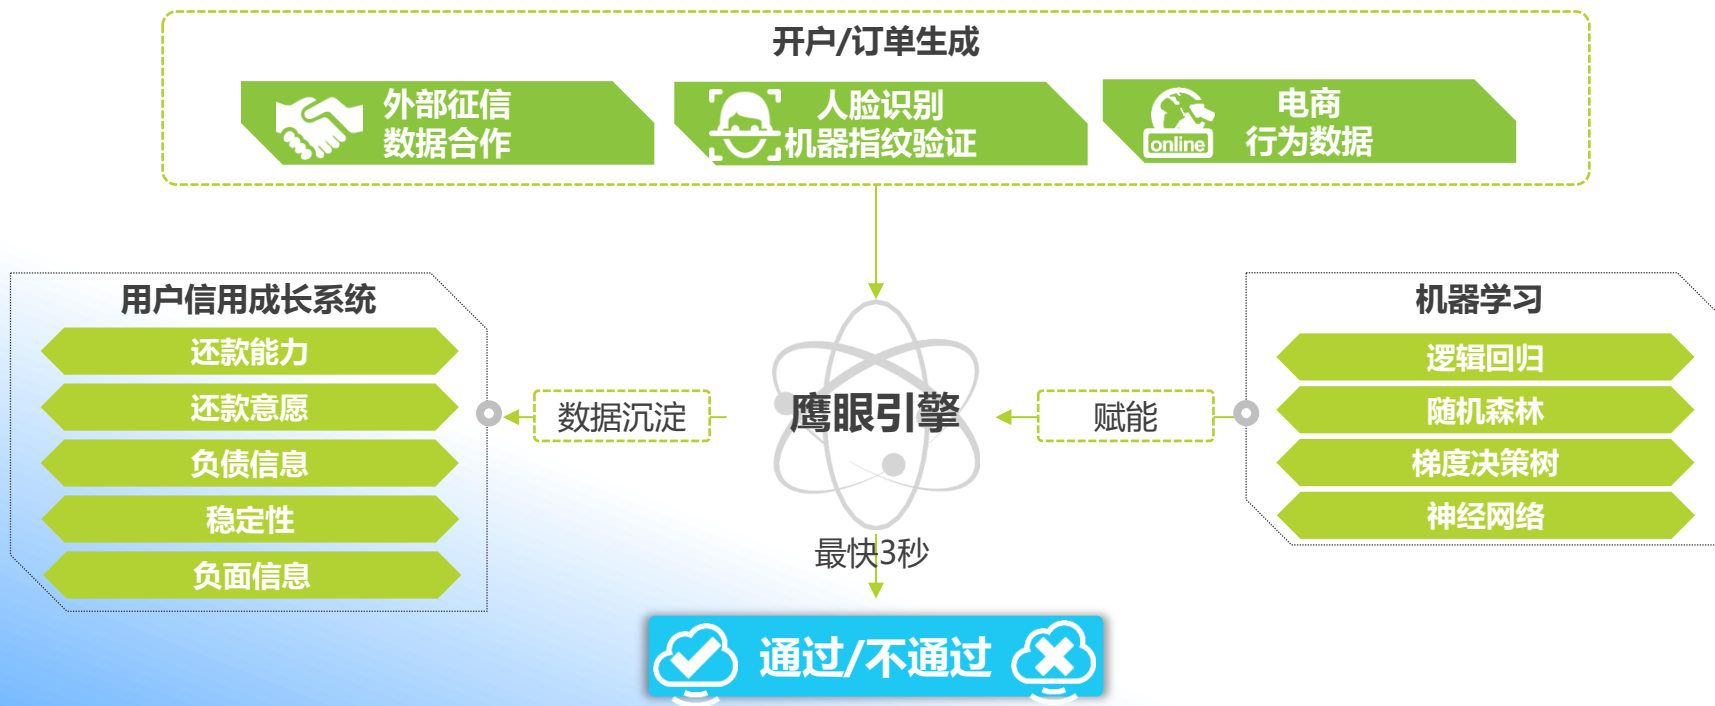 开户/订单生成
外部征信
数据合作
人脸识别
机器指纹验证
online
电商
行为数据
用户信用成长系统
还款能力
还款意愿
负债信息
稳定性
负面信息
数据沉淀
鹰眼引擎
赋能
机器学习
逻辑回归
随机森林
梯度决策树
神经网络
最快3秒
通过/不通过